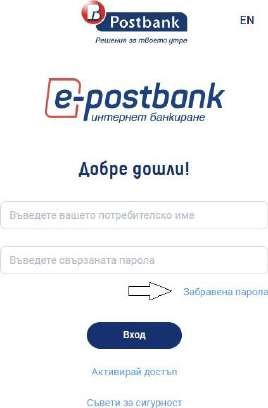 Postbank
EN
Решения за твоето утре
e-postbank
интернет банкиране
Добре дошли!
Въведете вашето потребителско име
Въведете свързаната парола
Забравена парола
Вход
Активирай достъп
Съвети за сигурност